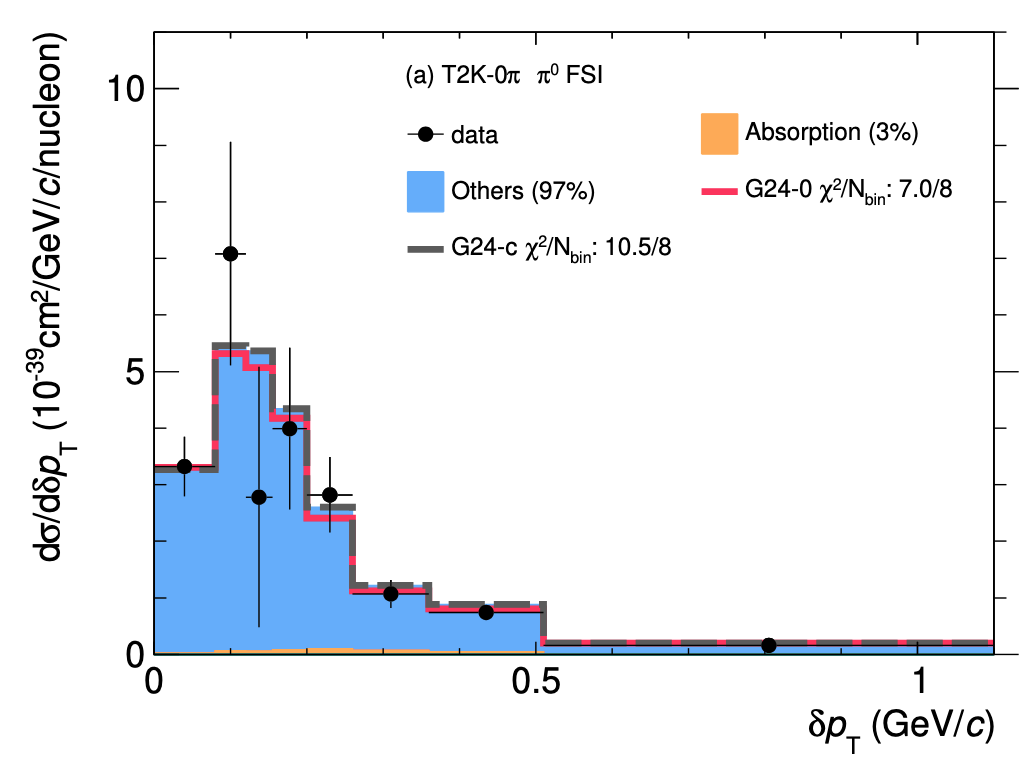 (a) T2K-0π π⁰ FSI
data
Absorption (3%)
Others (97%)
G24-0 χ²/N_bin: 7.0/8
G24-c χ²/N_bin: 10.5/8
dσ/dδp_T (10⁻³⁹cm²/GeV/c/nucleon)
10
5
0
0 0.5 1
δp_T (GeV/c)